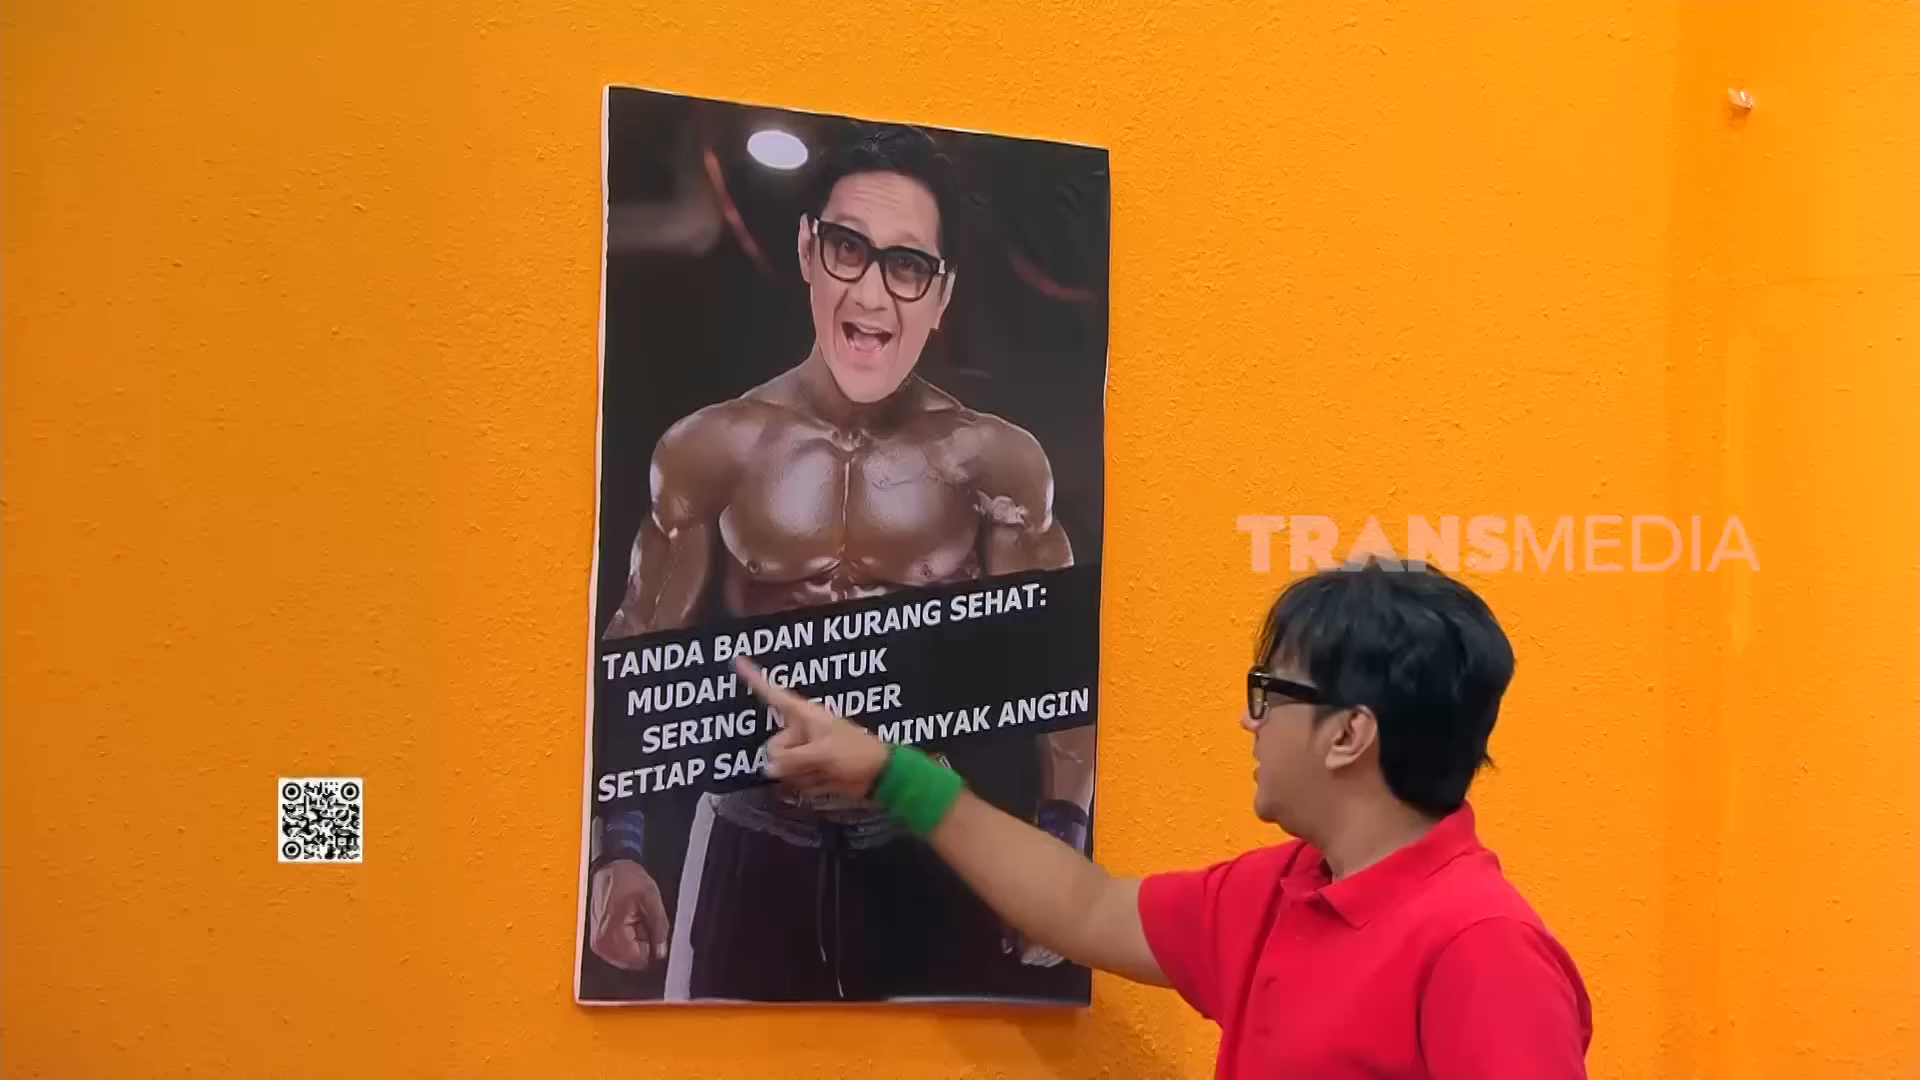 TRANSMEDIA
TANDA BADAN KURANG SEHAT:
MUDAH NGANTUK
SERING
SETIAP MINYAK ANGIN